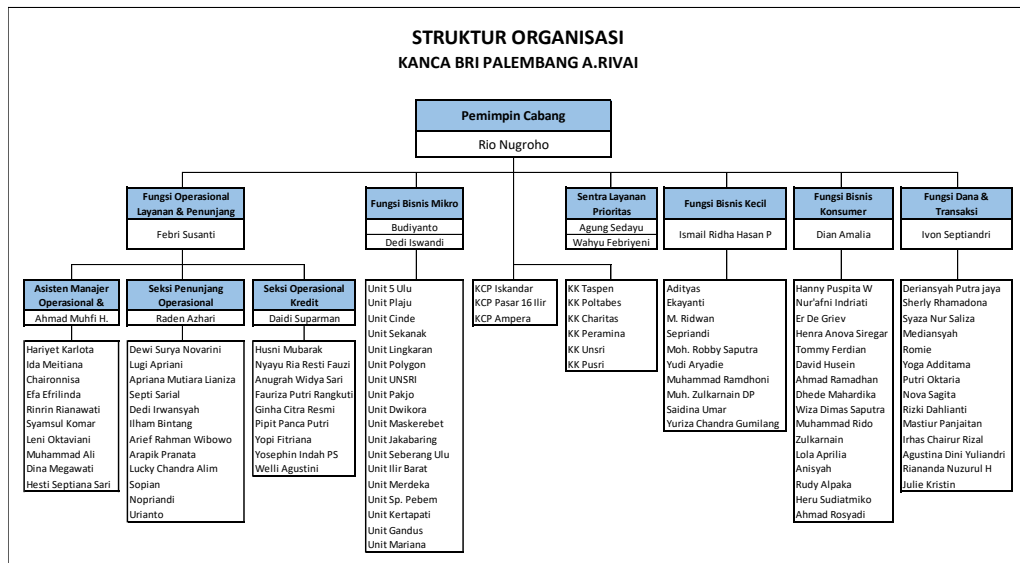 STRUKTUR ORGANISASI
KANCA BRI PALEMBANG A.RIVAI
Pemimpin Cabang
Rio Nugroho
Fungsi Operasional
Layanan & Penunjang
Febri Susanti
Fungsi Bisnis Mikro
Budiyanto
Dedi Iswandi
Sentra Layanan
Prioritas
Agung Sedayu
Wahyu Febriyeni
Fungsi Bisnis Kecil
Ismail Ridha Hasan P
Fungsi Bisnis
Konsumer
Dian Amalia
Fungsi Dana &
Transaksi
Ivon Septiandri
Asisten Manajer
Operasional &
Ahmad Muhfi H.
Seksi Penunjang
Operasional
Raden Azhari
Seksi Operasional
Kredit
Daidi Suparman
Hariyet Karlota
Ida Meitiana
Chaironnisa
Efa Efrilinda
Rinrin Rianawati
Syamsul Komar
Leni Oktaviani
Muhammad Ali
Dina Megawati
Hesti Septiana Sari
Dewi Surya Novarini
Lugi Apriani
Apriana Mutiara Lianiza
Septi Sarial
Dedi Irwansyah
Ilham Bintang
Arief Rahman Wibowo
Arapik Pranata
Lucky Chandra Alim
Sopian
Nopriandi
Urianto
Husni Mubarak
Nyayu Ria Resti Fauzi
Anugrah Widya Sari
Fauriza Putri Rangkuti
Ginha Citra Resmi
Pipit Panca Putri
Yopi Fitriana
Yosephin Indah PS
Welli Agustini
Unit 5 Ulu
Unit Plaju
Unit Cinde
Unit Sekanak
Unit Lingkaran
Unit Polygon
Unit UNSRI
Unit Pakjo
Unit Dwikora
Unit Maskerebet
Unit Jakabaring
Unit Seberang Ulu
Unit Ilir Barat
Unit Merdeka
Unit Sp. Pebem
Unit Kertapati
Unit Gandus
Unit Mariana
KCP Iskandar
KCP Pasar 16 Ilir
KCP Ampera
KK Taspen
KK Poltabes
KK Charitas
KK Peramina
KK Unsri
KK Pusri
Adityas
Ekayanti
M. Ridwan
Sepriandi
Moh. Robby Saputra
Yudi Aryadie
Muhammad Ramdhoni
Muh. Zulkarnain DP
Saidina Umar
Yuriza Chandra Gumilang
Hanny Puspita W
Nur'afni Indriati
Er De Griev
Henra Anova Siregar
Tommy Ferdian
David Husein
Ahmad Ramadhan
Dhede Mahardika
Wiza Dimas Saputra
Muhammad Rido
Zulkarnain
Lola Aprilia
Anisyah
Rudy Alpaka
Heru Sudiatmiko
Ahmad Rosyadi
Deriansyah Putra jaya
Sherly Rhamadona
Syaza Nur Saliza
Mediansyah
Romie
Yoga Additama
Putri Oktaria
Nova Sagita
Rizki Dahlianti
Mastiur Panjaitan
Irhas Chairur Rizal
Agustina Dini Yuliandri
Riananda Nuzurul H
Julie Kristin